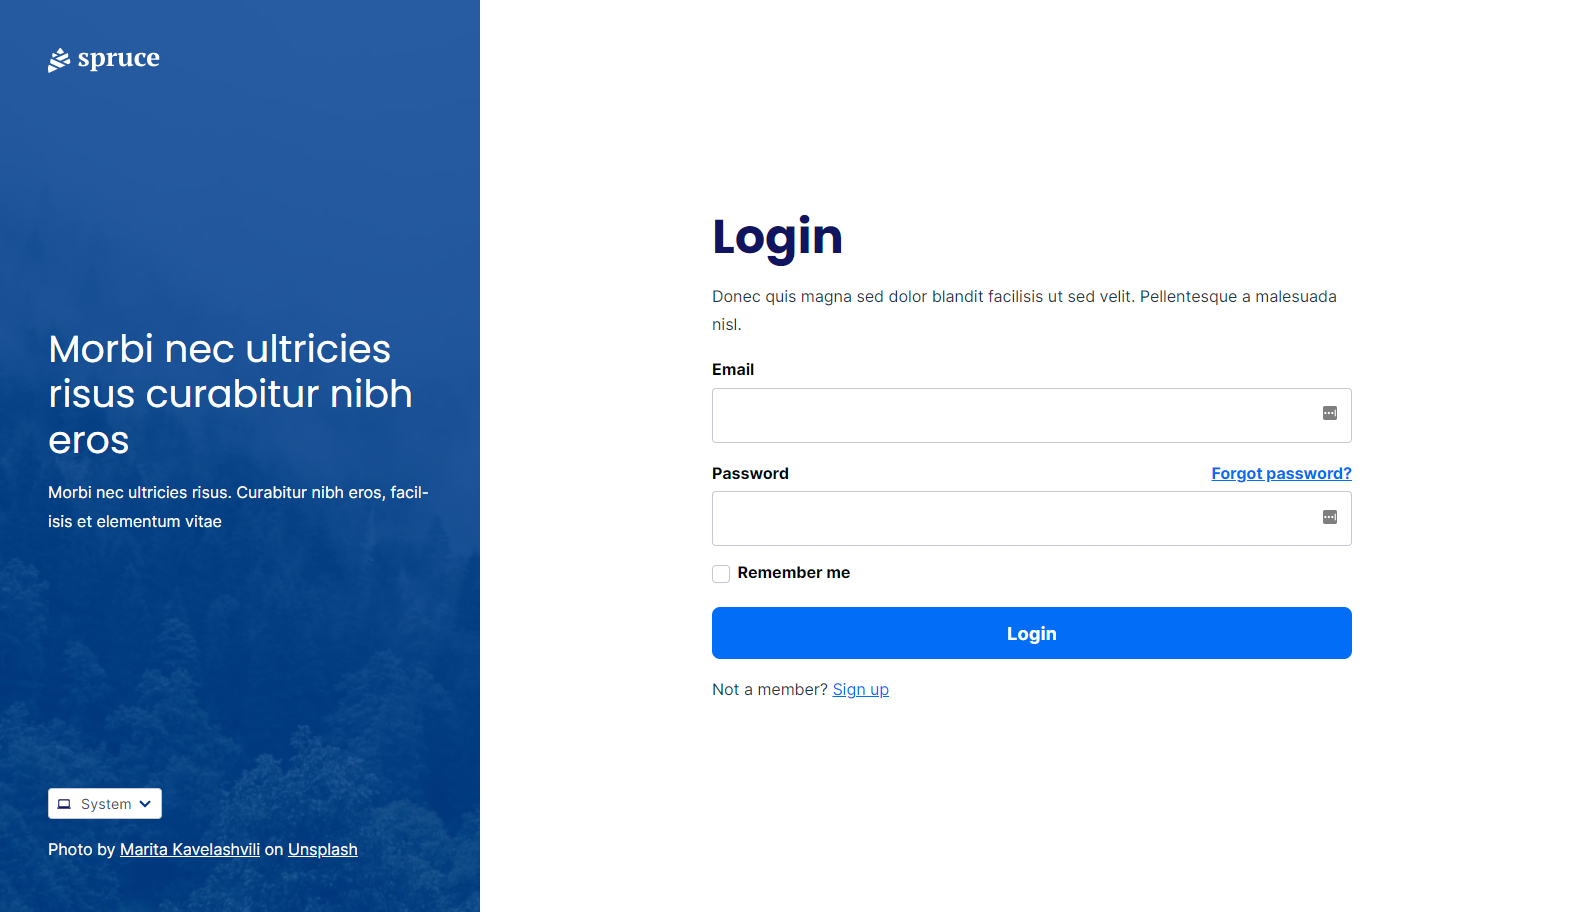 spruce
Morbi nec ultricies
risus curabitur nibh
eros
Morbi nec ultricies risus. Curabitur nibh eros, facil-
isis et elementum vitae
System
Photo by Marita Kavelashvili on Unsplash
Login
Donec quis magna sed dolor blandit facilisis ut sed velit. Pellentesque a malesuada
nisl.
Email
Password Forgot password?
Remember me
Login
Not a member? Sign up